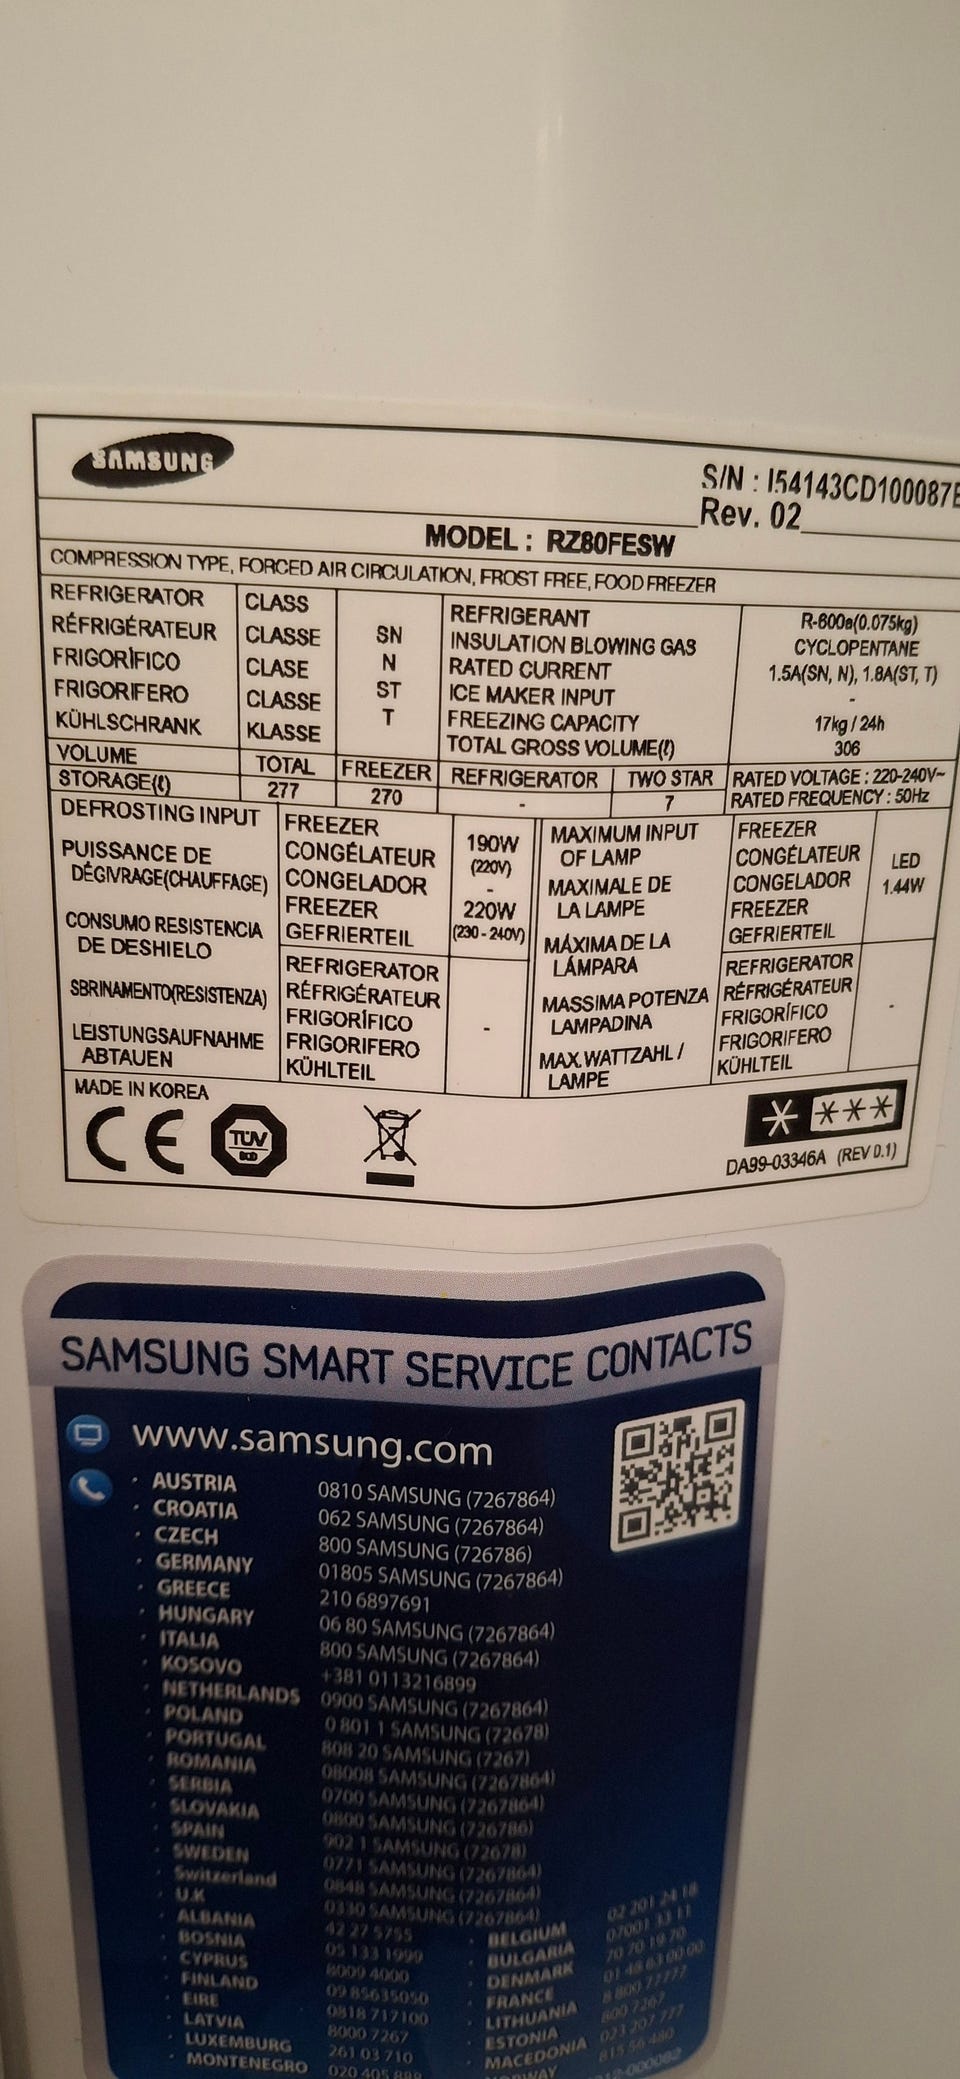 SAMSUNG
S/N : I54143CD100087
Rev. 02
MODEL : RZ80FESW
COMPRESSION TYPE, FORCED AIR CIRCULATION, FROST FREE, FOOD FREEZER
REFRIGERATOR
RÉFRIGÉRATEUR
FRIGORÍFICO
FRIGORIFERO
KÜHLSCHRANK
CLASS
CLASSE
CLASE
CLASSE
KLASSE
SN
N
ST
T
REFRIGERANT R-600a(0.075kg)
INSULATION BLOWING GAS CYCLOPENTANE
RATED CURRENT 1.5A(SN, N), 1.8A(ST, T)
ICE MAKER INPUT -
FREEZING CAPACITY 17kg / 24h
TOTAL GROSS VOLUME(ℓ) 306
VOLUME TOTAL FREEZER REFRIGERATOR TWO STAR RATED VOLTAGE : 220-240V~
STORAGE(ℓ) 277 270 - 7 RATED FREQUENCY : 50Hz
DEFROSTING INPUT
PUISSANCE DE
DÉGIVRAGE(CHAUFFAGE)
CONSUMO RESISTENCIA
DE DESHIELO
SBRINAMENTO(RESISTENZA)
LEISTUNGSAUFNAHME
ABTAUEN
FREEZER
CONGÉLATEUR
CONGELADOR
FREEZER
GEFRIERTEIL
190W
(220V)
-
220W
(230 - 240V)
REFRIGERATOR
RÉFRIGÉRATEUR
FRIGORÍFICO
FRIGORIFERO
KÜHLTEIL
-
MAXIMUM INPUT
OF LAMP
MAXIMALE DE
LA LAMPE
MÁXIMA DE LA
LÁMPARA
MASSIMA POTENZA
LAMPADINA
MAX.WATTZAHL /
LAMPE
FREEZER
CONGÉLATEUR
CONGELADOR
FREEZER
GEFRIERTEIL
LED
1.44W
REFRIGERATOR
RÉFRIGÉRATEUR
FRIGORÍFICO
FRIGORIFERO
KÜHLTEIL
-
MADE IN KOREA
CE TÜV
DA99-03346A (REV 0.1)
SAMSUNG SMART SERVICE CONTACTS
www.samsung.com
· AUSTRIA 0810 SAMSUNG (7267864)
· CROATIA 062 SAMSUNG (7267864)
· CZECH 800 SAMSUNG (726786)
· GERMANY 01805 SAMSUNG (7267864)
· GREECE 210 6897691
· HUNGARY 06 80 SAMSUNG (7267864)
· ITALIA 800 SAMSUNG (7267864)
· KOSOVO +381 0113216899
· NETHERLANDS 0900 SAMSUNG (7267864)
· POLAND 0 801 1 SAMSUNG (72678)
· PORTUGAL 808 20 SAMSUNG (7267)
· ROMANIA 08008 SAMSUNG (7267864)
· SERBIA 0700 SAMSUNG (7267864)
· SLOVAKIA 0800 SAMSUNG (726786)
· SPAIN 902 1 SAMSUNG (72678)
· SWEDEN 0771 SAMSUNG (7267864)
· Switzerland 0848 SAMSUNG (7267864)
· U.K 0330 SAMSUNG (7267864)
· ALBANIA 42 27 5755
· BOSNIA 05 133 1999
· CYPRUS 8009 4000
· FINLAND 09 85635050
· EIRE 0818 717100
· LATVIA 8000 7267
· LUXEMBURG 261 03 710
· MONTENEGRO 020 405 888
· BELGIUM 02 201 24 18
· BULGARIA 07001 33 11
· DENMARK 70 70 19 70
· FRANCE 01 48 63 00 00
· LITHUANIA 8 800 77777
· ESTONIA 800 7267
· MACEDONIA 023 207 777
NORWAY 815 56 480